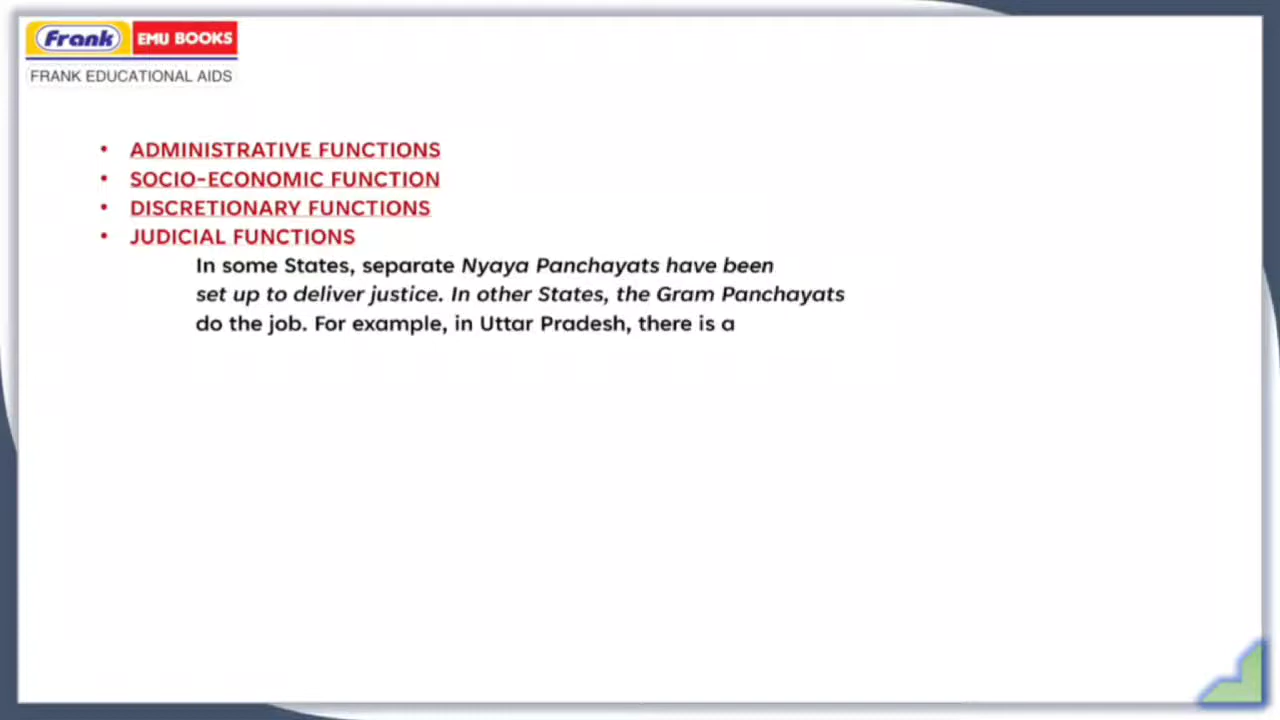 Frank EMU BOOKS
FRANK EDUCATIONAL AIDS
• ADMINISTRATIVE FUNCTIONS
• SOCIO-ECONOMIC FUNCTION
• DISCRETIONARY FUNCTIONS
• JUDICIAL FUNCTIONS
In some States, separate Nyaya Panchayats have been
set up to deliver justice. In other States, the Gram Panchayats
do the job. For example, in Uttar Pradesh, there is a